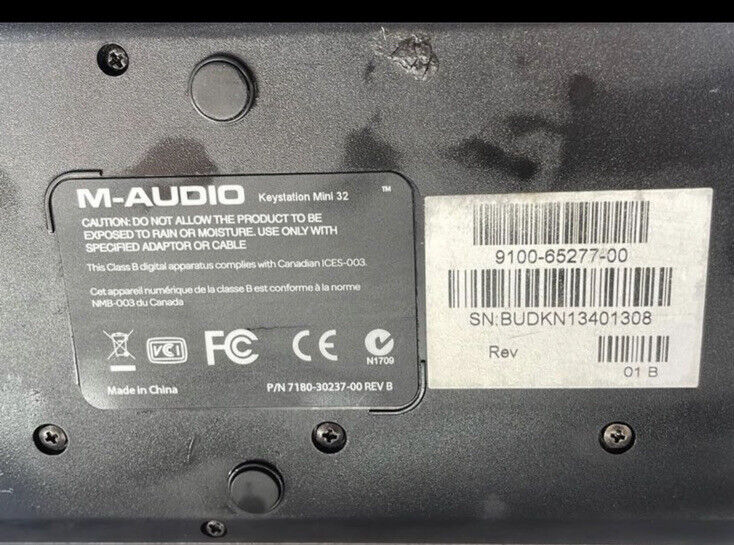 M-AUDIO Keystation Mini 32 ™
CAUTION: DO NOT ALLOW THE PRODUCT TO BE
EXPOSED TO RAIN OR MOISTURE. USE ONLY WITH
SPECIFIED ADAPTOR OR CABLE
This Class B digital apparatus complies with Canadian ICES-003.
Cet appareil numérique de la classe B est conforme à la norme
NMB-003 du Canada
VCI FC CE N1709
Made in China P/N 7180-30237-00 REV B
9100-65277-00
SN:BUDKN13401308
Rev
01 B